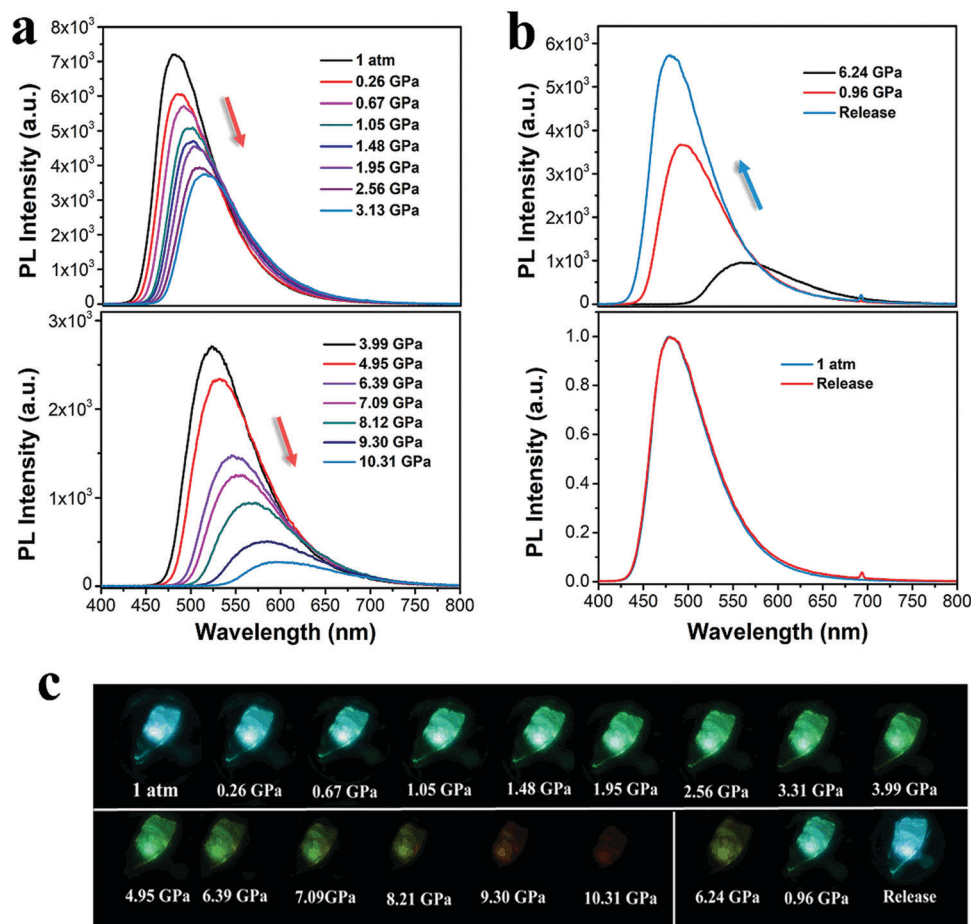 a
PL Intensity (a.u.)
8x10³
7x10³
6x10³
5x10³
4x10³
3x10³
2x10³
1x10³
0
1 atm
0.26 GPa
0.67 GPa
1.05 GPa
1.48 GPa
1.95 GPa
2.56 GPa
3.13 GPa
PL Intensity (a.u.)
3x10³
2x10³
1x10³
0
3.99 GPa
4.95 GPa
6.39 GPa
7.09 GPa
8.12 GPa
9.30 GPa
10.31 GPa
400 450 500 550 600 650 700 750 800
Wavelength (nm)
b
PL Intensity (a.u.)
6x10³
5x10³
4x10³
3x10³
2x10³
1x10³
0
6.24 GPa
0.96 GPa
Release
PL Intensity (a.u.)
1.0
0.8
0.6
0.4
0.2
0.0
1 atm
Release
400 450 500 550 600 650 700 750 800
Wavelength (nm)
c
1 atm 0.26 GPa 0.67 GPa 1.05 GPa 1.48 GPa 1.95 GPa 2.56 GPa 3.31 GPa 3.99 GPa
4.95 GPa 6.39 GPa 7.09GPa 8.21 GPa 9.30 GPa 10.31 GPa 6.24 GPa 0.96 GPa Release